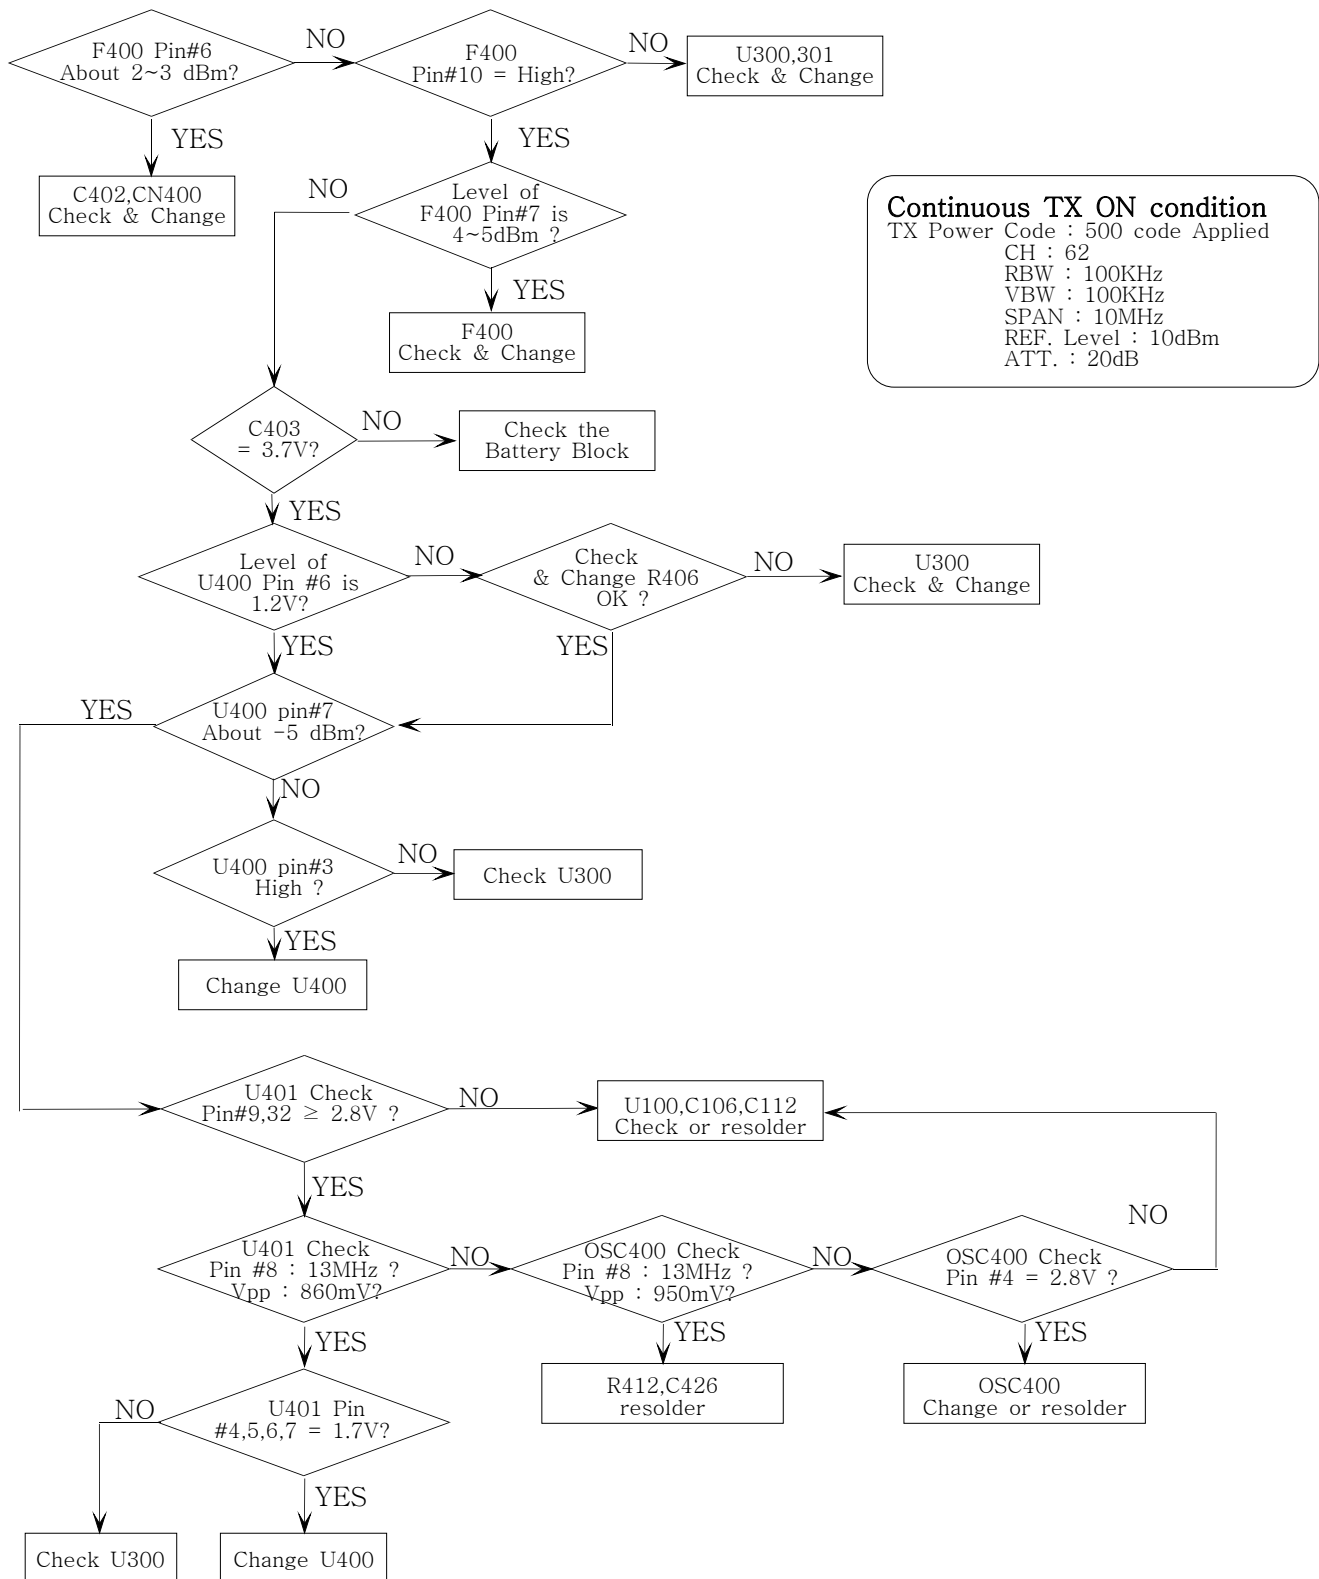 F400 Pin#6
About 2~3 dBm?
NO
F400
Pin#10 = High?
NO
U300,301
Check & Change
YES
YES
C402,CN400
Check & Change
NO
Level of
F400 Pin#7 is
4~5dBm ?
YES
F400
Check & Change
Continuous TX ON condition
TX Power Code : 500 code Applied
CH : 62
RBW : 100KHz
VBW : 100KHz
SPAN : 10MHz
REF. Level : 10dBm
ATT. : 20dB
C403
= 3.7V?
NO
Check the
Battery Block
YES
Level of
U400 Pin #6 is
1.2V?
NO
Check
& Change R406
OK ?
NO
U300
Check & Change
YES
YES
YES
U400 pin#7
About -5 dBm?
NO
U400 pin#3
High ?
NO
Check U300
YES
Change U400
U401 Check
Pin#9,32 ≥ 2.8V ?
NO
U100,C106,C112
Check or resolder
YES
U401 Check
Pin #8 : 13MHz ?
Vpp : 860mV?
NO
OSC400 Check
Pin #8 : 13MHz ?
Vpp : 950mV?
NO
OSC400 Check
Pin #4 = 2.8V ?
NO
YES
YES
YES
R412,C426
resolder
OSC400
Change or resolder
NO
U401 Pin
#4,5,6,7 = 1.7V?
YES
Check U300
Change U400